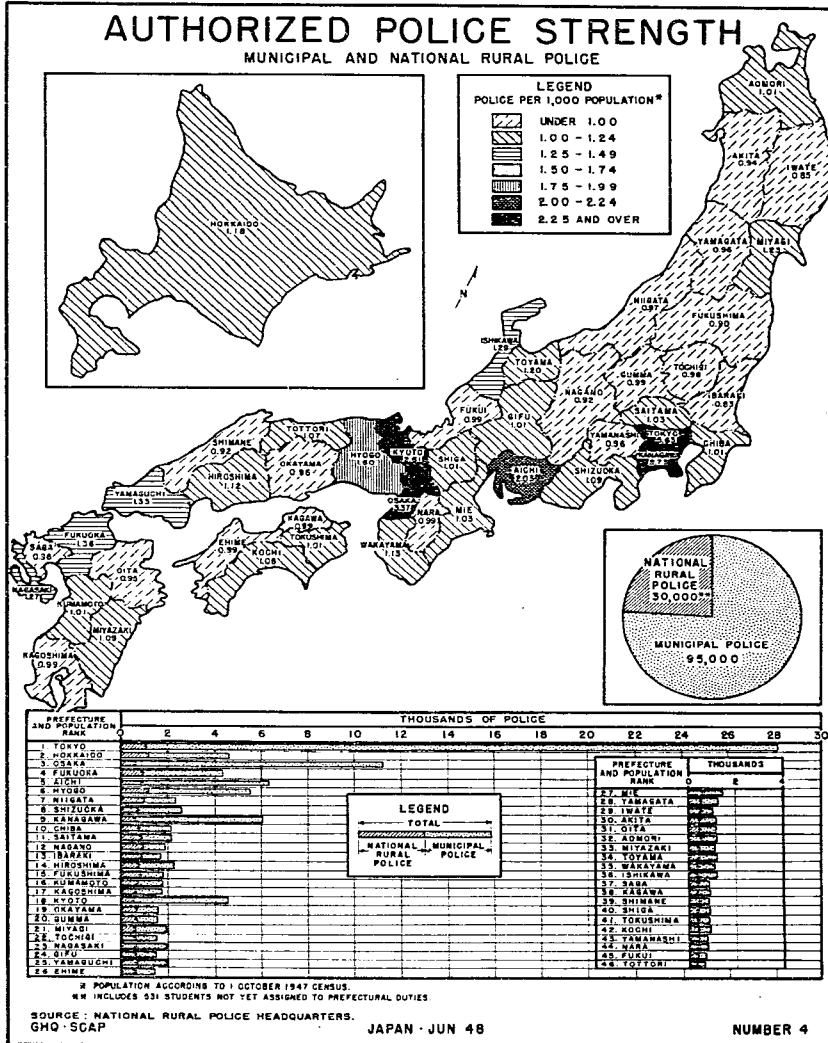 AUTHORIZED POLICE STRENGTH
MUNICIPAL AND NATIONAL RURAL POLICE
LEGEND
POLICE PER 1,000 POPULATION*
UNDER 1.00
1.00 - 1.24
1.25 - 1.49
1.50 - 1.74
1.75 - 1.99
2.00 - 2.24
2.25 AND OVER
HOKKAIDO
1.18
N
AOMORI
1.01
AKITA
0.94
IWATE
0.85
YAMAGATA
0.96
MIYAGI
1.23
NIIGATA
0.97
FUKUSHIMA
0.90
ISHIKAWA
1.29
TOYAMA
1.20
NAGANO
0.92
GUMMA
0.99
TOCHIGI
0.98
IBARAKI
0.83
FUKUI
0.99
GIFU
1.01
SAITAMA
1.03
TOKYO
YAMANASHI
0.96
KANAGAWA
CHIBA
1.01
SHIZUOKA
1.09
AICHI
2.05
SHIMANE
0.92
TOTTORI
1.07
HYOGO
1.80
KYOTO
SHIGA
1.01
OKAYAMA
0.96
HIROSHIMA
1.12
YAMAGUCHI
1.33
OSAKA
3.37
NARA
0.99
MIE
1.03
WAKAYAMA
1.13
KAGAWA
0.99
TOKUSHIMA
1.01
EHIME
0.99
KOCHI
1.08
FUKUOKA
1.36
SAGA
OITA
0.95
NAGASAKI
1.27
KUMAMOTO
1.01
MIYAZAKI
1.09
KAGOSHIMA
0.99
NATIONAL
RURAL
POLICE
30,000**
MUNICIPAL POLICE
95,000
PREFECTURE
AND POPULATION
RANK
THOUSANDS OF POLICE
0 2 4 6 8 10 12 14 16 18 20 22 24 26 28 30
1. TOKYO
2. HOKKAIDO
3. OSAKA
4. FUKUOKA
5. AICHI
6. HYOGO
7. NIIGATA
8. SHIZUOKA
9. KANAGAWA
10. CHIBA
11. SAITAMA
12. NAGANO
13. IBARAKI
14. HIROSHIMA
15. FUKUSHIMA
16. KUMAMOTO
17. KAGOSHIMA
18. KYOTO
19. OKAYAMA
20. GUMMA
21. MIYAGI
22. TOCHIGI
23. NAGASAKI
24. GIFU
25. YAMAGUCHI
26. EHIME
LEGEND
TOTAL
NATIONAL
RURAL
POLICE
MUNICIPAL
POLICE
PREFECTURE
AND POPULATION
RANK
THOUSANDS
0 2 4
27. MIE
28. YAMAGATA
29. IWATE
30. AKITA
31. OITA
32. AOMORI
33. MIYAZAKI
34. TOYAMA
35. WAKAYAMA
36. ISHIKAWA
37. SAGA
38. KAGAWA
39. SHIMANE
40. SHIGA
41. TOKUSHIMA
42. KOCHI
43. YAMANASHI
44. NARA
45. FUKUI
46. TOTTORI
* POPULATION ACCORDING TO 1 OCTOBER 1947 CENSUS.
** INCLUDES 531 STUDENTS NOT YET ASSIGNED TO PREFECTURAL DUTIES.
SOURCE : NATIONAL RURAL POLICE HEADQUARTERS.
GHQ - SCAP
JAPAN - JUN 48
NUMBER 4